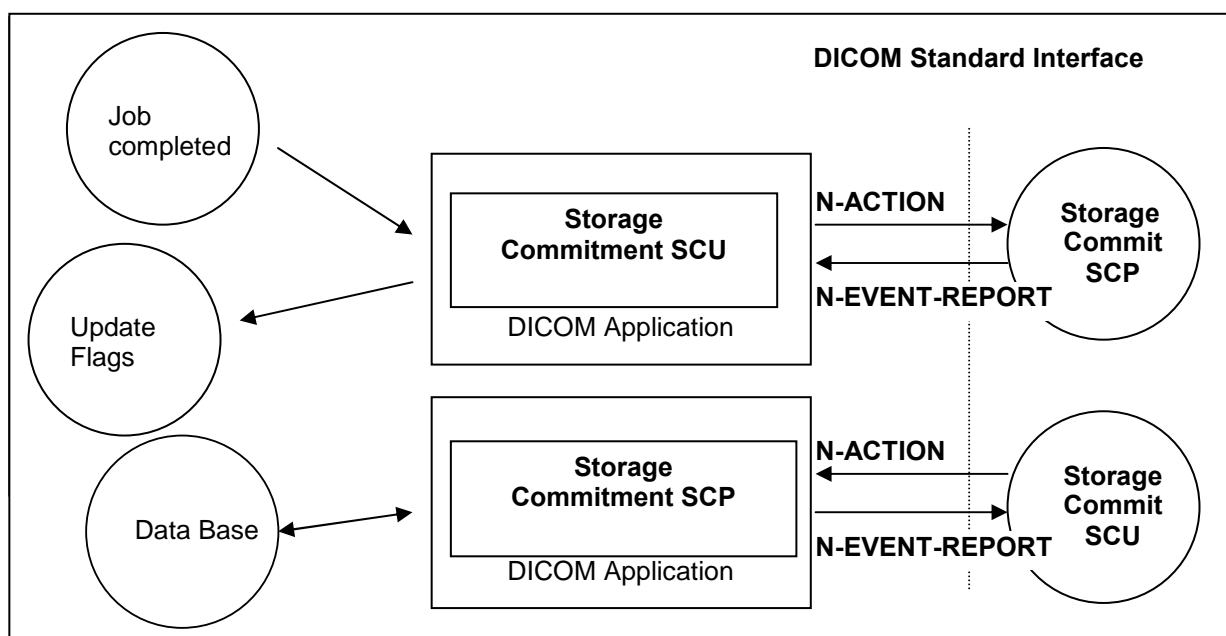 DICOM Standard Interface
Job
completed
Storage
Commitment SCU
DICOM Application
N-ACTION
N-EVENT-REPORT
Storage
Commit
SCP
Update
Flags
Data Base
Storage
Commitment SCP
DICOM Application
N-ACTION
N-EVENT-REPORT
Storage
Commit
SCU